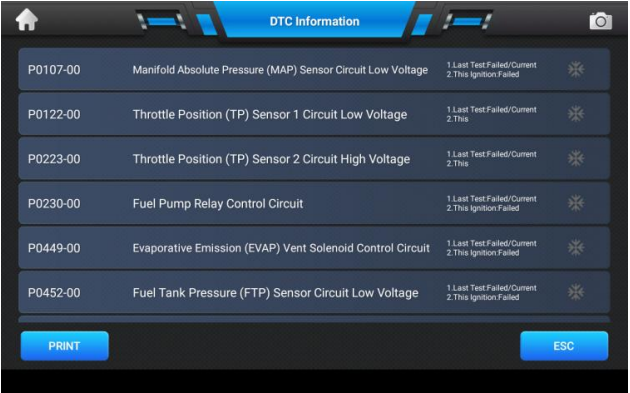 DTC Information
P0107-00 Manifold Absolute Pressure (MAP) Sensor Circuit Low Voltage 1.Last Test:Failed/Current
2.This Ignition:Failed
P0122-00 Throttle Position (TP) Sensor 1 Circuit Low Voltage 1.Last Test:Failed/Current
2.This
P0223-00 Throttle Position (TP) Sensor 2 Circuit High Voltage 1.Last Test:Failed/Current
2.This
P0230-00 Fuel Pump Relay Control Circuit 1.Last Test:Failed/Current
2.This Ignition:Failed
P0449-00 Evaporative Emission (EVAP) Vent Solenoid Control Circuit 1.Last Test:Failed/Current
2.This Ignition:Failed
P0452-00 Fuel Tank Pressure (FTP) Sensor Circuit Low Voltage 1.Last Test:Failed/Current
2.This Ignition:Failed
PRINT ESC